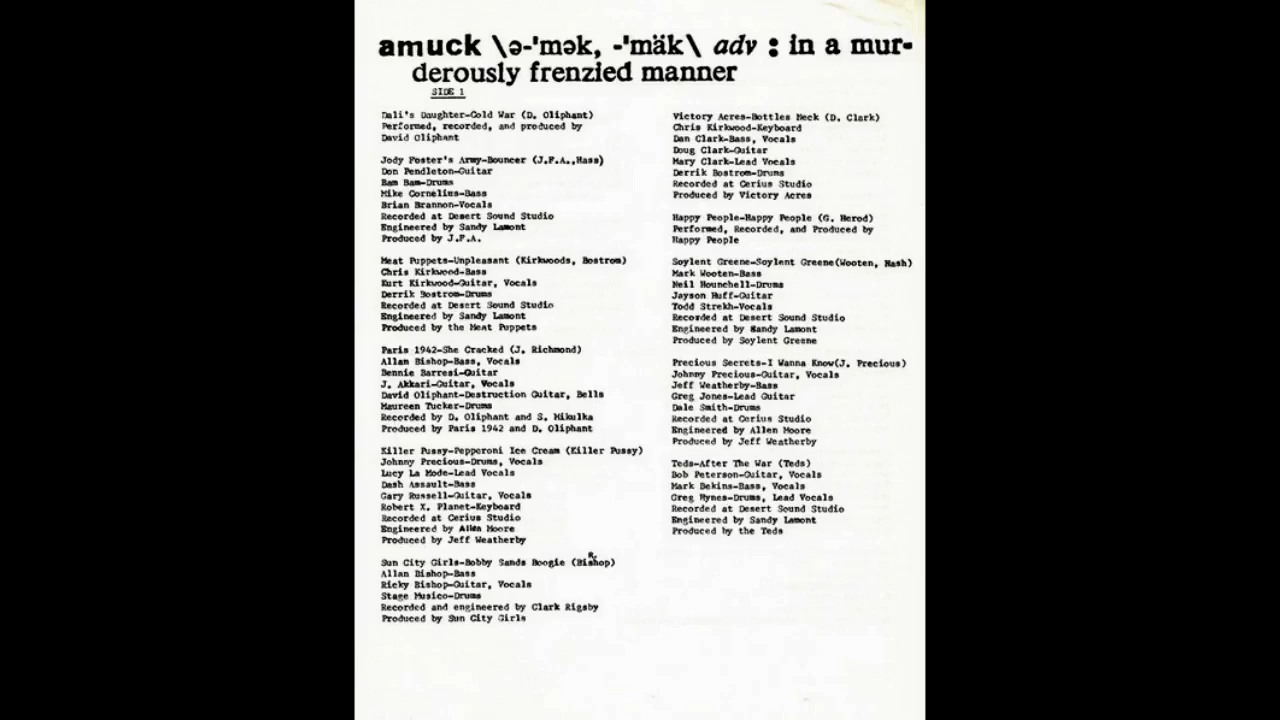 amuck \ə-'mək, -'mäk\ adv : in a mur-
derously frenzied manner
SIDE 1
Dali's Daughter-Cold War (D. Oliphant)
Performed, recorded, and produced by
David Oliphant
Jody Foster's Army-Bouncer (J.F.A.,Hass)
Don Pendleton-Guitar
Bam Bam-Drums
Mike Cornelius-Bass
Brian Brannon-Vocals
Recorded at Desert Sound Studio
Engineered by Sandy Lamont
Produced by J.F.A.
Meat Puppets-Unpleasant (Kirkwoods, Bostrom)
Chris Kirkwood-Bass
Kurt Kirkwood-Guitar, Vocals
Derrik Bostrom-Drums
Recorded at Desert Sound Studio
Engineered by Sandy Lamont
Produced by the Meat Puppets
Paris 1942-She Cracked (J. Richmond)
Allan Bishop-Bass, Vocals
Bennie Barresi-Guitar
J. Akkari-Guitar, Vocals
David Oliphant-Destruction Guitar, Bells
Maureen Tucker-Drums
Recorded by D. Oliphant and S. Mikulka
Produced by Paris 1942 and D. Oliphant
Killer Pussy-Pepperoni Ice Cream (Killer Pussy)
Johnny Precious-Drums, Vocals
Lucy La Mode-Lead Vocals
Dash Assault-Bass
Gary Russell-Guitar, Vocals
Robert X. Planet-Keyboard
Recorded at Cerius Studio
Engineered by Allen Moore
Produced by Jeff Weatherby
R.
Sun City Girls-Bobby Sands Boogie (Bishop)
Allan Bishop-Bass
Ricky Bishop-Guitar, Vocals
Stage Musico-Drums
Recorded and engineered by Clark Rigsby
Produced by Sun City Girls
Victory Acres-Bottles Neck (D. Clark)
Chris Kirkwood-Keyboard
Dan Clark-Bass, Vocals
Doug Clark-Guitar
Mary Clark-Lead Vocals
Derrik Bostrom-Drums
Recorded at Cerius Studio
Produced by Victory Acres
Happy People-Happy People (G. Herod)
Performed, Recorded, and Produced by
Happy People
Soylent Greene-Soylent Greene(Wooten, Nash)
Mark Wooten-Bass
Neil Hounchell-Drums
Jayson Huff-Guitar
Todd Strekh-Vocals
Recorded at Desert Sound Studio
Engineered by Sandy Lamont
Produced by Soylent Greene
Precious Secrets-I Wanna Know(J. Precious)
Johnny Precious-Guitar, Vocals
Jeff Weatherby-Bass
Greg Jones-Lead Guitar
Dale Smith-Drums
Recorded at Cerius Studio
Engineered by Allen Moore
Produced by Jeff Weatherby
Teds-After The War (Teds)
Bob Peterson-Guitar, Vocals
Mark Bekins-Bass, Vocals
Greg Hynes-Drums, Lead Vocals
Recorded at Desert Sound Studio
Engineered by Sandy Lamont
Produced by the Teds